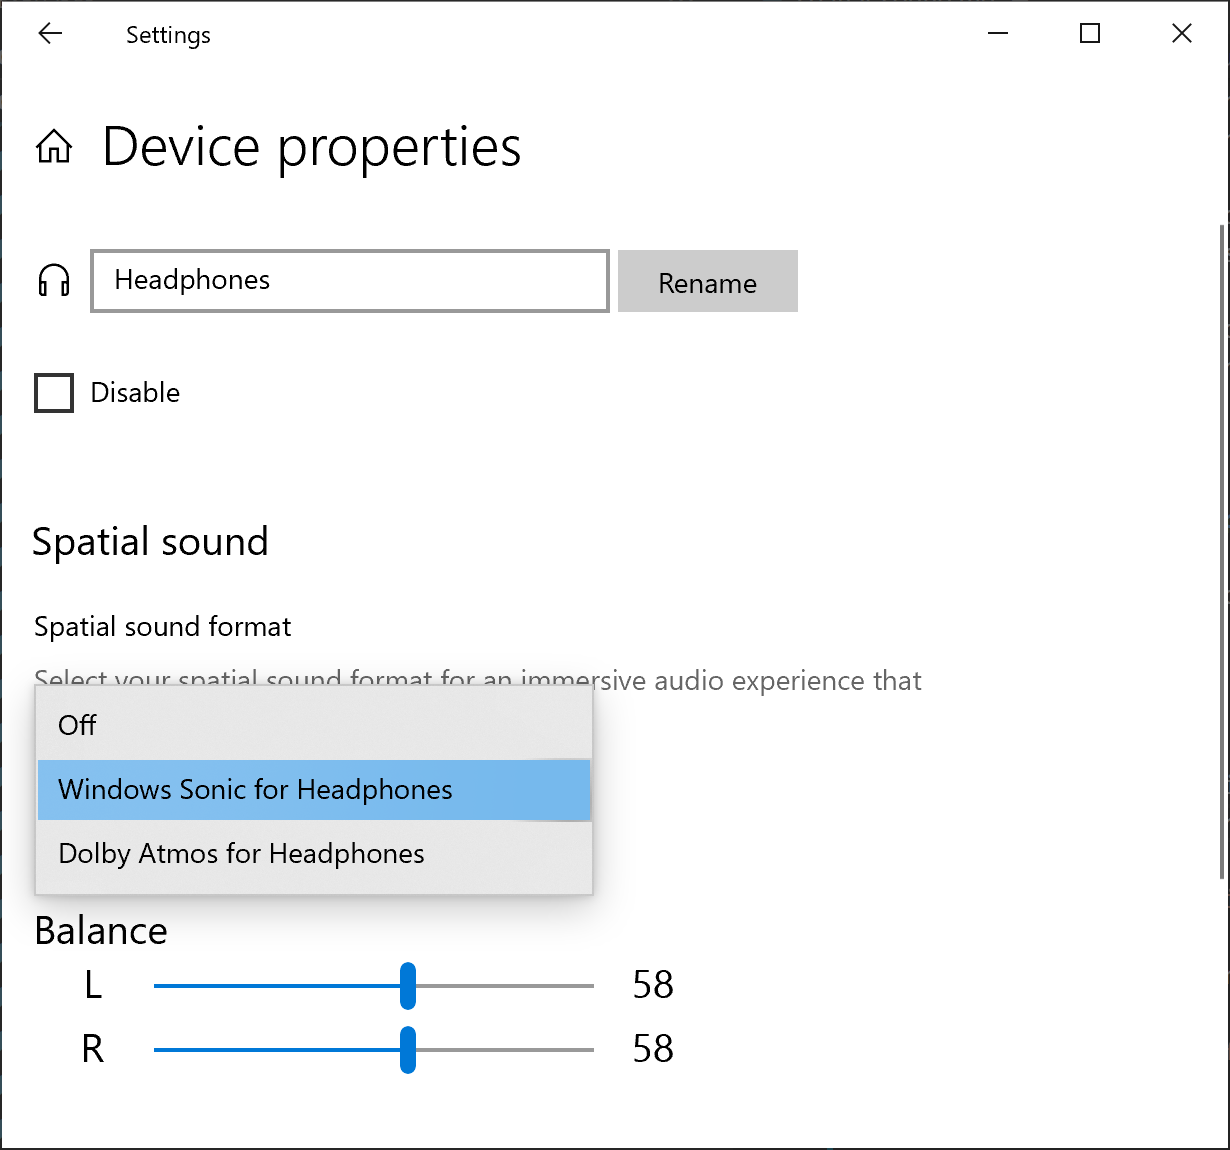 Settings
Device properties
Headphones
Rename
Disable
Spatial sound
Spatial sound format
Select your spatial sound format for an immersive audio experience that
Off
Windows Sonic for Headphones
Dolby Atmos for Headphones
Balance
L 58
R 58